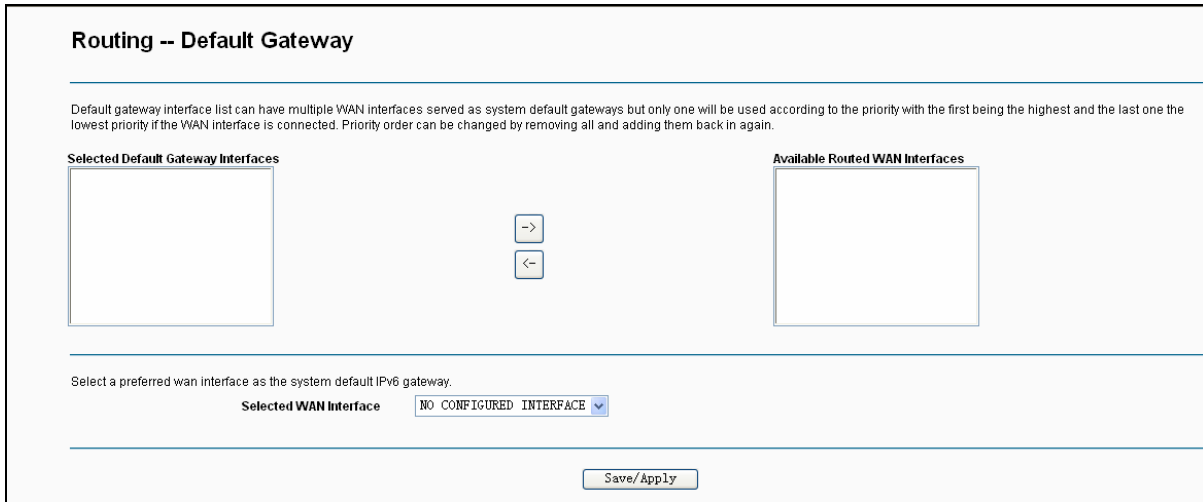 Routing -- Default Gateway
Default gateway interface list can have multiple WAN interfaces served as system default gateways but only one will be used according to the priority with the first being the highest and the last one the
lowest priority if the WAN interface is connected. Priority order can be changed by removing all and adding them back in again.
Selected Default Gateway Interfaces
Available Routed WAN Interfaces
->
<-
Select a preferred wan interface as the system default IPv6 gateway.
Selected WAN Interface NO CONFIGURED INTERFACE
Save/Apply